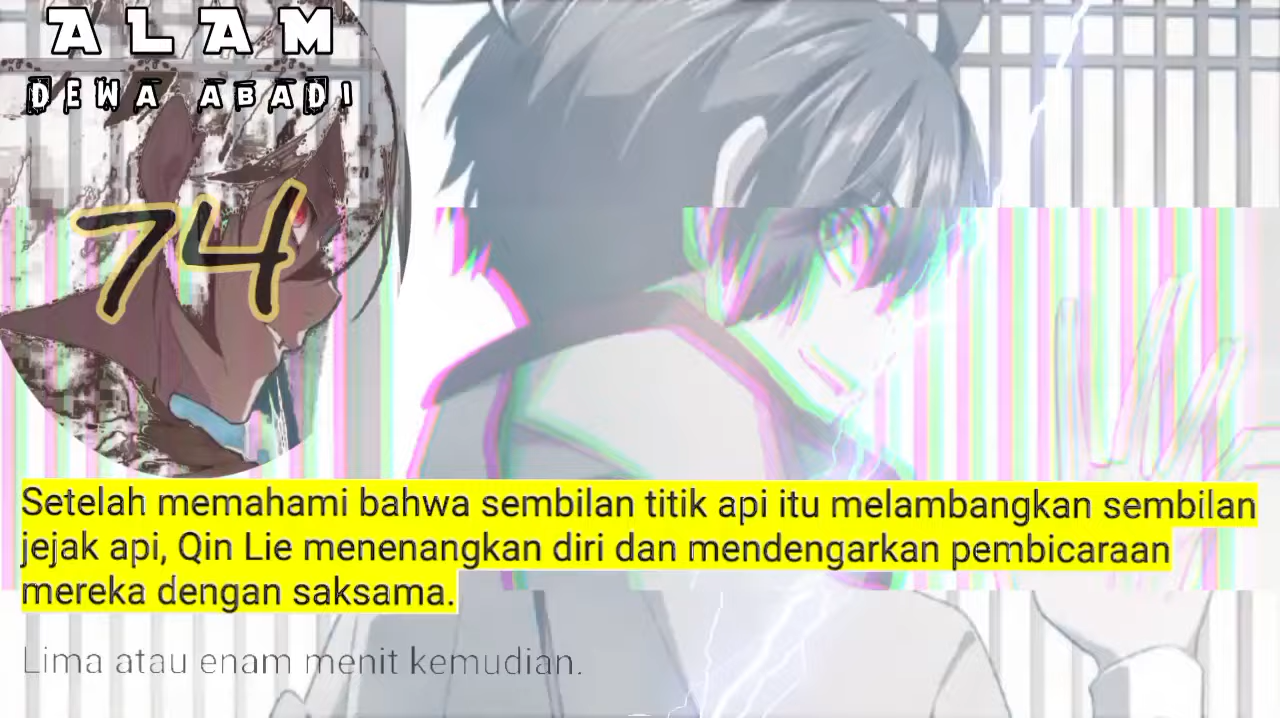 ALAM
DEWA ABADI
74
Setelah memahami bahwa sembilan titik api itu melambangkan sembilan
jejak api, Qin Lie menenangkan diri dan mendengarkan pembicaraan
mereka dengan saksama.
Lima atau enam menit kemudian.